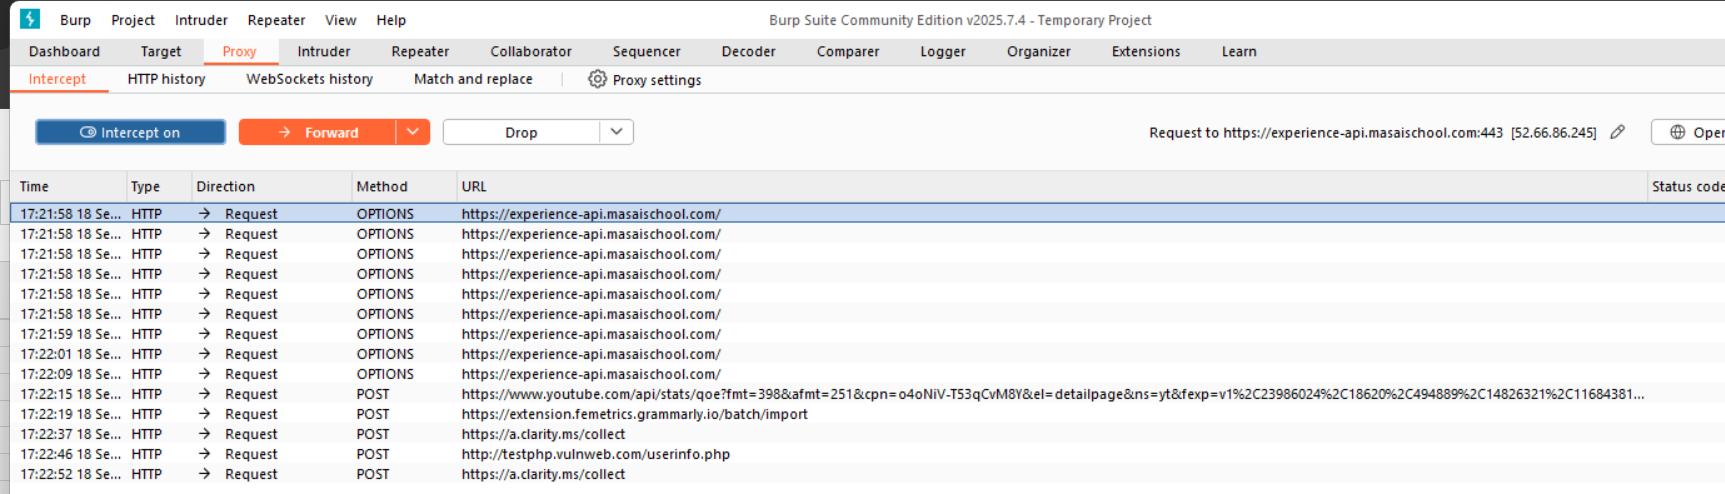 Burp Project Intruder Repeater View Help Burp Suite Community Edition v2025.7.4 - Temporary Project
Dashboard Target Proxy Intruder Repeater Collaborator Sequencer Decoder Comparer Logger Organizer Extensions Learn
Intercept HTTP history WebSockets history Match and replace Proxy settings
Intercept on Forward Drop Request to https://experience-api.masaischool.com:443 [52.66.86.245] Oper
Time Type Direction Method URL Status code
17:21:58 18 Se... HTTP → Request OPTIONS https://experience-api.masaischool.com/
17:21:58 18 Se... HTTP → Request OPTIONS https://experience-api.masaischool.com/
17:21:58 18 Se... HTTP → Request OPTIONS https://experience-api.masaischool.com/
17:21:58 18 Se... HTTP → Request OPTIONS https://experience-api.masaischool.com/
17:21:58 18 Se... HTTP → Request OPTIONS https://experience-api.masaischool.com/
17:21:58 18 Se... HTTP → Request OPTIONS https://experience-api.masaischool.com/
17:21:59 18 Se... HTTP → Request OPTIONS https://experience-api.masaischool.com/
17:22:01 18 Se... HTTP → Request OPTIONS https://experience-api.masaischool.com/
17:22:09 18 Se... HTTP → Request OPTIONS https://experience-api.masaischool.com/
17:22:15 18 Se... HTTP → Request POST https://www.youtube.com/api/stats/qoe?fmt=398&afmt=251&cpn=o4oNiV-T53qCvM8Y&el=detailpage&ns=yt&fexp=v1%2C23986024%2C18620%2C494889%2C14826321%2C11684381...
17:22:19 18 Se... HTTP → Request POST https://extension.femetrics.grammarly.io/batch/import
17:22:37 18 Se... HTTP → Request POST https://a.clarity.ms/collect
17:22:46 18 Se... HTTP → Request POST http://testphp.vulnweb.com/userinfo.php
17:22:52 18 Se... HTTP → Request POST https://a.clarity.ms/collect